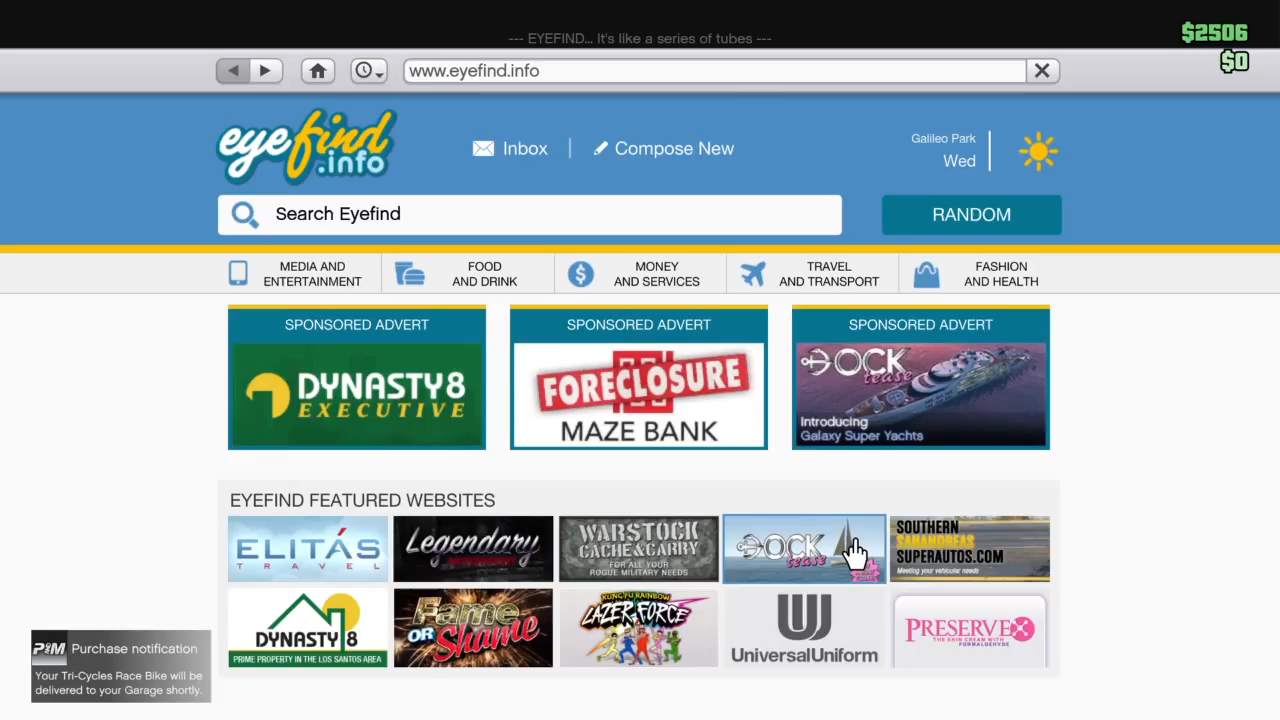 --- EYEFIND... It's like a series of tubes ---
$2506
$0
www.eyefind.info
eyefind
.info
Inbox
Compose New
Galileo Park
Wed
Search Eyefind
RANDOM
MEDIA AND
ENTERTAINMENT
FOOD
AND DRINK
MONEY
AND SERVICES
TRAVEL
AND TRANSPORT
FASHION
AND HEALTH
SPONSORED ADVERT
DYNASTY 8
EXECUTIVE
SPONSORED ADVERT
FORECLOSURE
MAZE BANK
SPONSORED ADVERT
DOCK
tease
Introducing
Galaxy Super Yachts
EYEFIND FEATURED WEBSITES
ELITÁS
TRAVEL
Legendary
WARSTOCK
CACHE & CARRY
FOR ALL YOUR
ROGUE MILITARY NEEDS
DOCK
tease
SOUTHERN
SANANDREAS
SUPERAUTOS.COM
Meeting your vehicular needs
DYNASTY 8
PRIME PROPERTY IN THE LOS SANTOS AREA
Fame
OR
Shame
KUNG FU RAINBOW
LAZER FORCE
U
UniversalUniform
PRESERVEX
THE SKIN CREAM WITH
FORMALDEHYDE
P&M
Purchase notification
Your Tri-Cycles Race Bike will be
delivered to your Garage shortly.